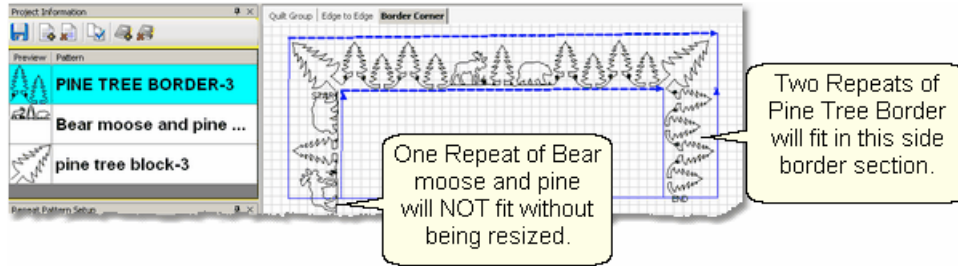 Project Information
Quilt Group
Edge to Edge
Border Corner
Preview
Pattern
PINE TREE BORDER-3
Bear moose and pine ...
pine tree block-3
Repeat Pattern Setup
START
END
One Repeat of Bear
moose and pine
will NOT fit without
being resized.
Two Repeats of
Pine Tree Border
will fit in this side
border section.